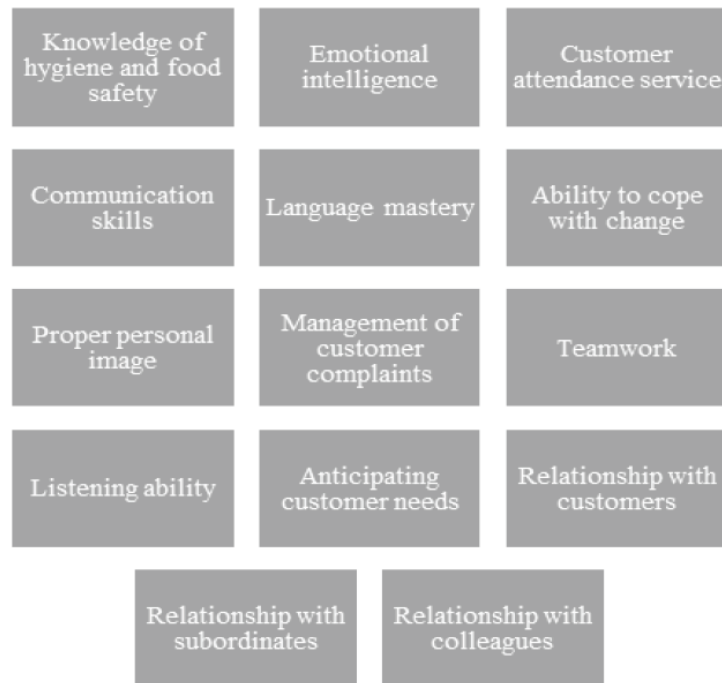 Knowledge of
hygiene and food
safety
Emotional
intelligence
Customer
attendance service
Communication
skills
Language mastery
Ability to cope
with change
Proper personal
image
Management of
customer
complaints
Teamwork
Listening ability
Anticipating
customer needs
Relationship with
customers
Relationship with
subordinates
Relationship with
colleagues